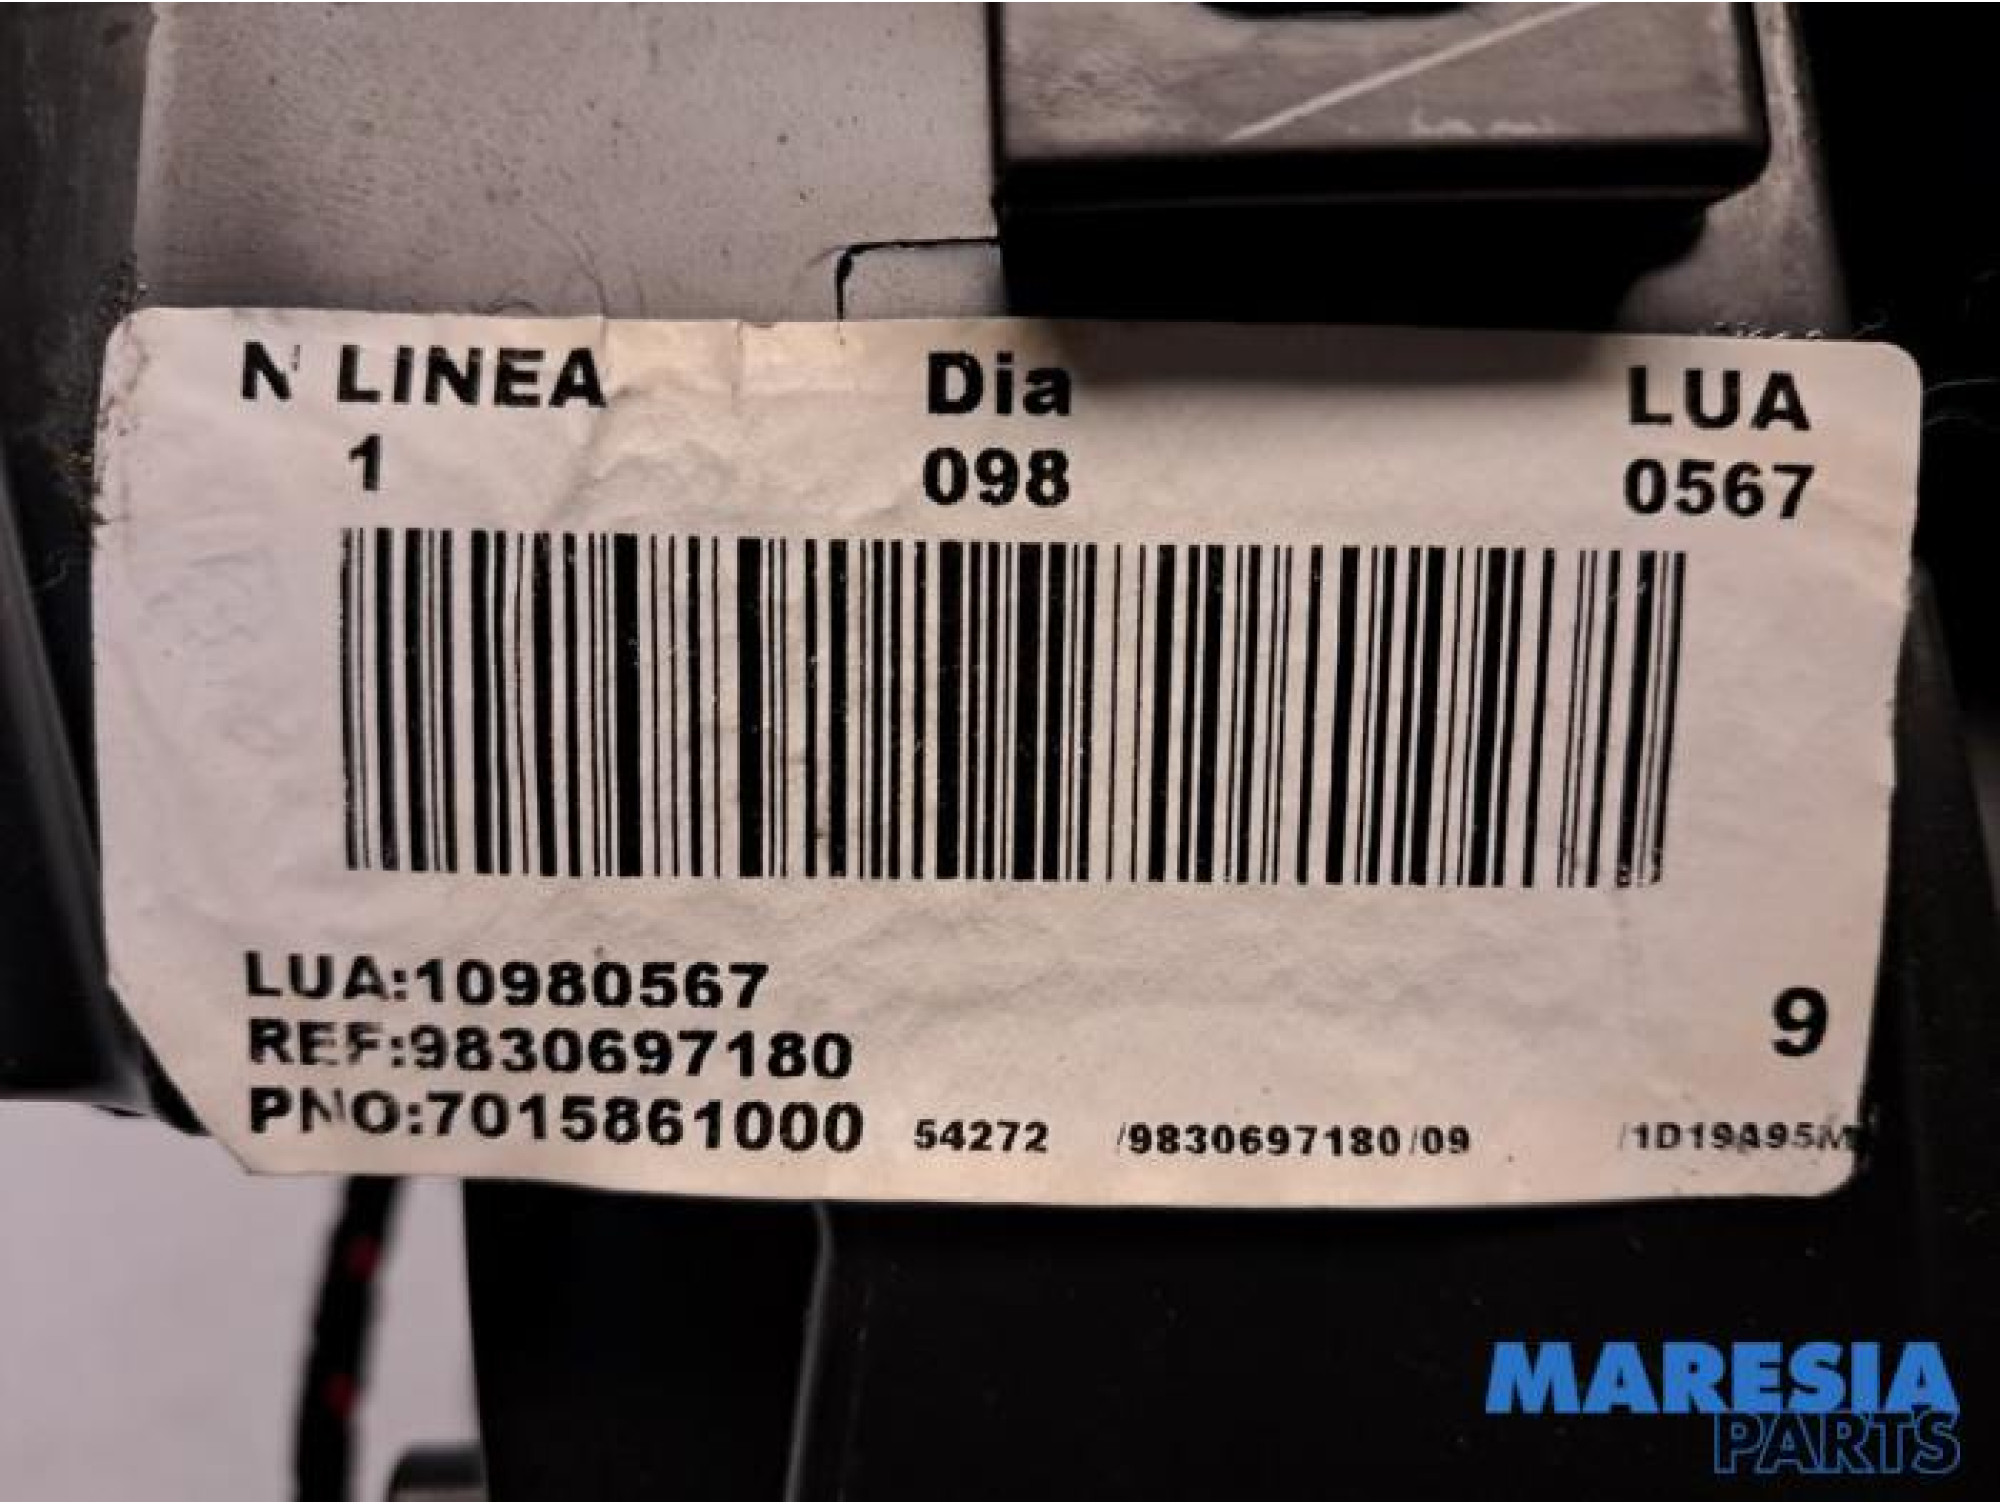 N LINEA Dia LUA
1 098 0567
LUA:10980567
9
REF:9830697180
PNO:7015861000 54272 /9830697180/09 /1D19A95M
MARESIA
PARTS